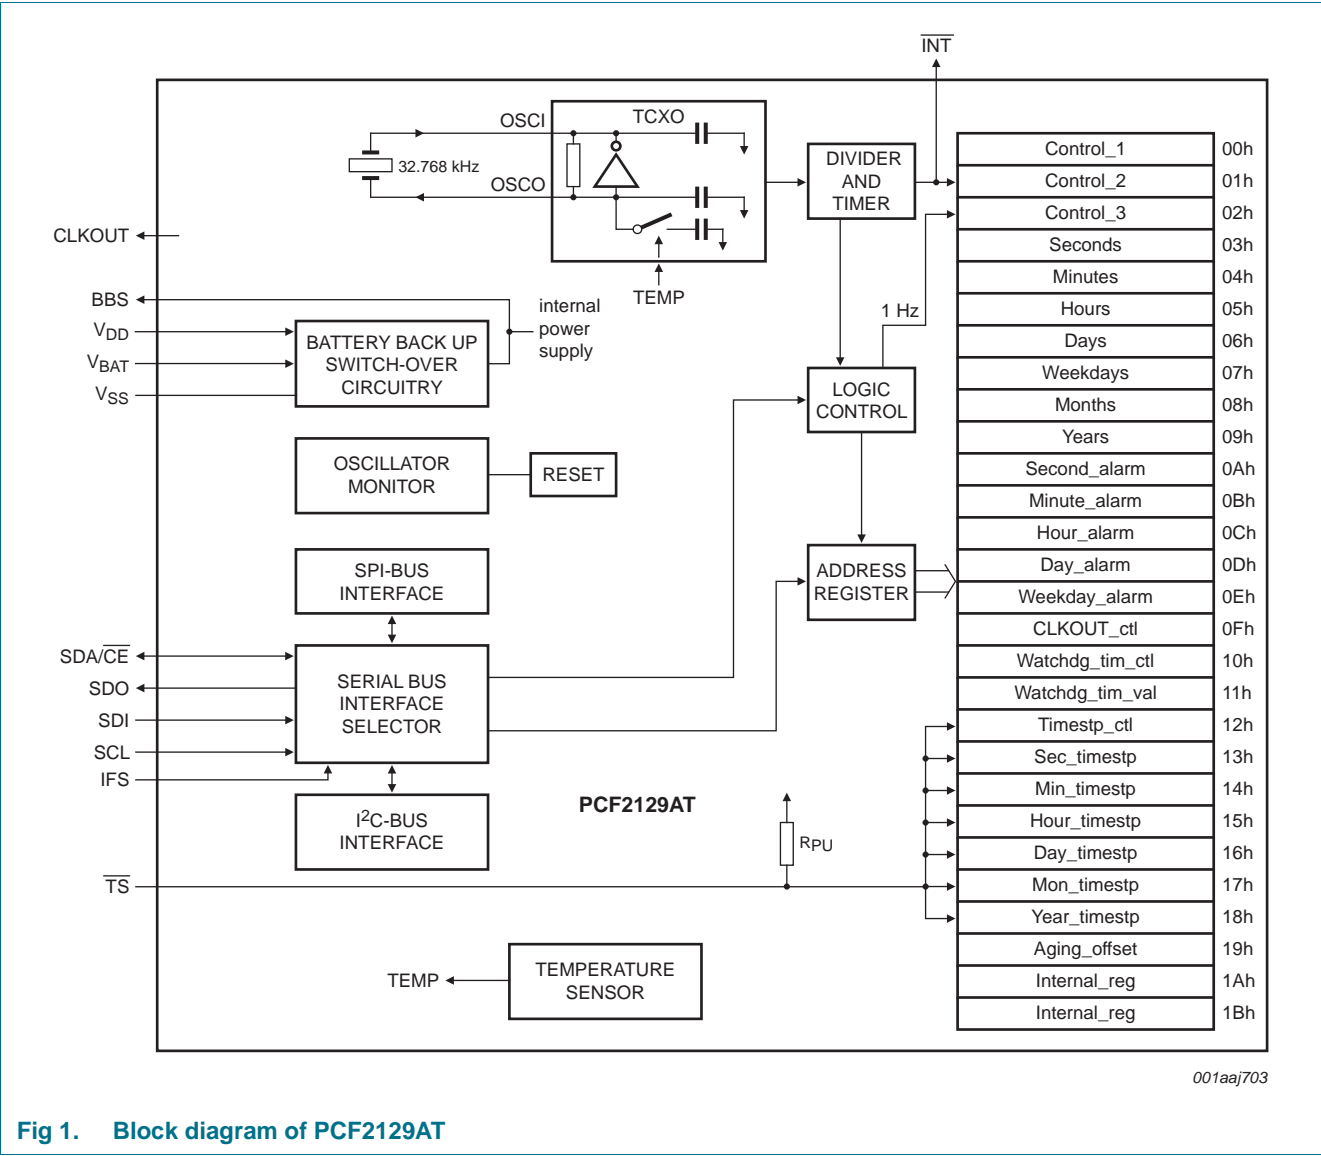 INT
OSCI
TCXO
32.768 kHz
OSCO
TEMP
DIVIDER
AND
TIMER
CLKOUT
BBS
VDD
VBAT
VSS
BATTERY BACK UP
SWITCH-OVER
CIRCUITRY
internal
power
supply
1 Hz
LOGIC
CONTROL
OSCILLATOR
MONITOR
RESET
SPI-BUS
INTERFACE
ADDRESS
REGISTER
SDA/CE
SDO
SDI
SCL
IFS
SERIAL BUS
INTERFACE
SELECTOR
I2C-BUS
INTERFACE
PCF2129AT
RPU
TS
TEMP
TEMPERATURE
SENSOR
Control_1 00h
Control_2 01h
Control_3 02h
Seconds 03h
Minutes 04h
Hours 05h
Days 06h
Weekdays 07h
Months 08h
Years 09h
Second_alarm 0Ah
Minute_alarm 0Bh
Hour_alarm 0Ch
Day_alarm 0Dh
Weekday_alarm 0Eh
CLKOUT_ctl 0Fh
Watchdg_tim_ctl 10h
Watchdg_tim_val 11h
Timestp_ctl 12h
Sec_timestp 13h
Min_timestp 14h
Hour_timestp 15h
Day_timestp 16h
Mon_timestp 17h
Year_timestp 18h
Aging_offset 19h
Internal_reg 1Ah
Internal_reg 1Bh
001aaj703
Fig 1. Block diagram of PCF2129AT